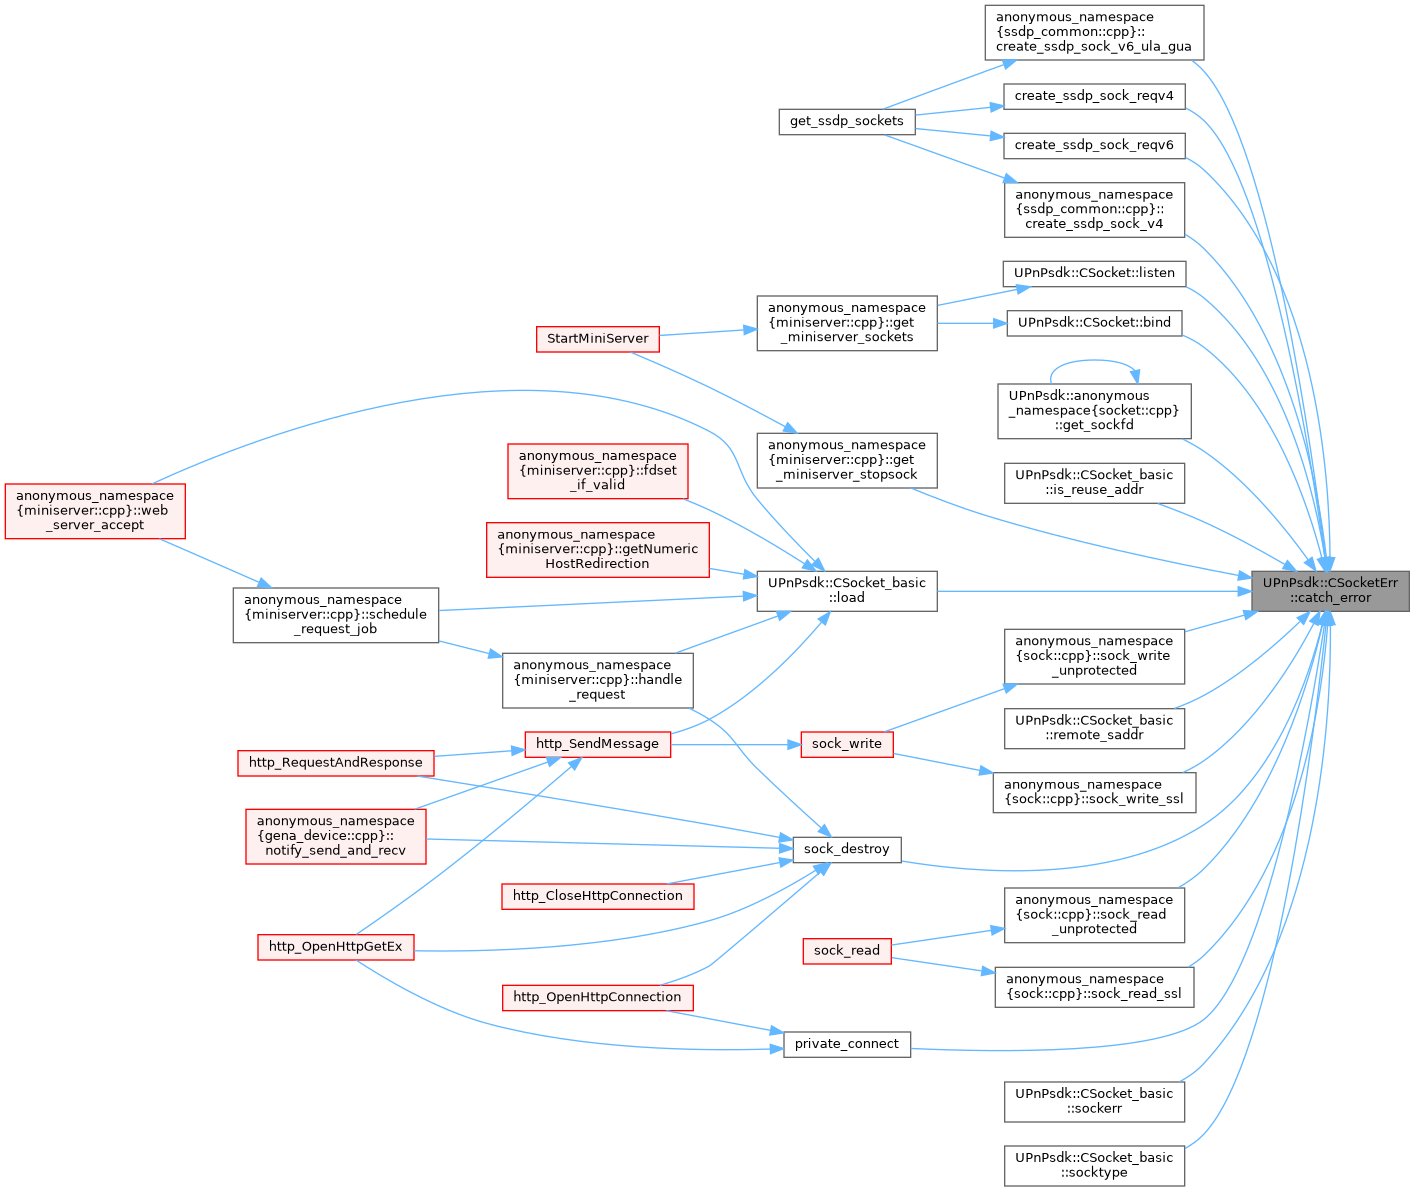 anonymous_namespace
{ssdp_common::cpp}::
create_ssdp_sock_v6_ula_gua
create_ssdp_sock_reqv4
get_ssdp_sockets
create_ssdp_sock_reqv6
anonymous_namespace
{ssdp_common::cpp}::
create_ssdp_sock_v4
UPnPsdk::CSocket::listen
anonymous_namespace
{miniserver::cpp}::get
_miniserver_sockets
UPnPsdk::CSocket::bind
StartMiniServer
UPnPsdk::anonymous
_namespace{socket::cpp}
::get_sockfd
anonymous_namespace
{miniserver::cpp}::get
_miniserver_stopsock
anonymous_namespace
{miniserver::cpp}::fdset
_if_valid
UPnPsdk::CSocket_basic
::is_reuse_addr
anonymous_namespace
{miniserver::cpp}::web
_server_accept
anonymous_namespace
{miniserver::cpp}::getNumeric
HostRedirection
UPnPsdk::CSocket_basic
::load
UPnPsdk::CSocketErr
::catch_error
anonymous_namespace
{miniserver::cpp}::schedule
_request_job
anonymous_namespace
{sock::cpp}::sock_write
_unprotected
anonymous_namespace
{miniserver::cpp}::handle
_request
UPnPsdk::CSocket_basic
::remote_saddr
http_SendMessage
sock_write
http_RequestAndResponse
anonymous_namespace
{sock::cpp}::sock_write_ssl
anonymous_namespace
{gena_device::cpp}::
notify_send_and_recv
sock_destroy
http_CloseHttpConnection
anonymous_namespace
{sock::cpp}::sock_read
_unprotected
http_OpenHttpGetEx
sock_read
anonymous_namespace
{sock::cpp}::sock_read_ssl
http_OpenHttpConnection
private_connect
UPnPsdk::CSocket_basic
::sockerr
UPnPsdk::CSocket_basic
::socktype